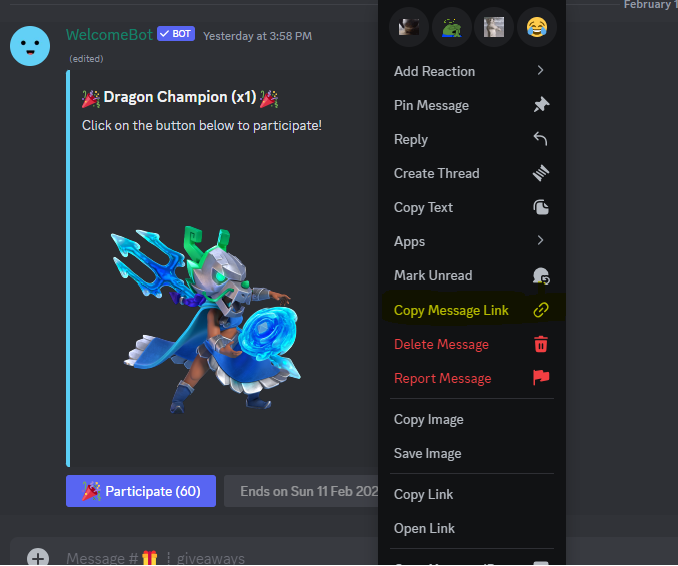 February 1
WelcomeBot ✓ BOT Yesterday at 3:58 PM
(edited)
Dragon Champion (x1)
Click on the button below to participate!
Participate (60)
Ends on Sun 11 Feb 202
Message # 🎁 ┊ giveaways
Add Reaction
Pin Message
Reply
Create Thread
Copy Text
Apps
Mark Unread
Copy Message Link
Delete Message
Report Message
Copy Image
Save Image
Copy Link
Open Link